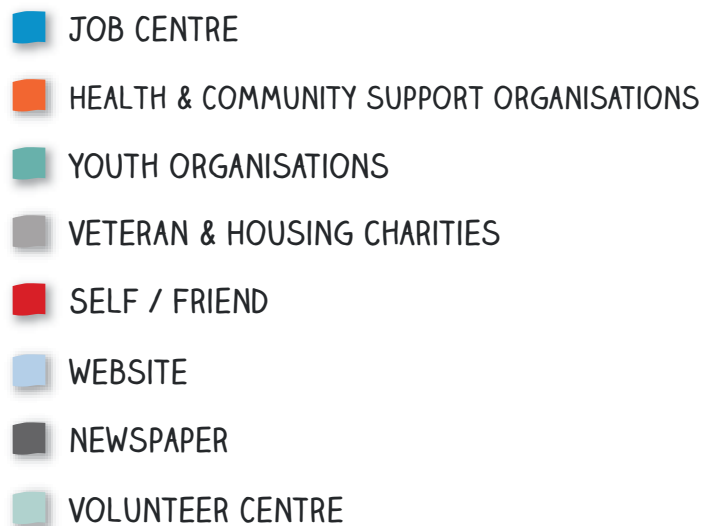 JOB CENTRE
HEALTH & COMMUNITY SUPPORT ORGANISATIONS
YOUTH ORGANISATIONS
VETERAN & HOUSING CHARITIES
SELF / FRIEND
WEBSITE
NEWSPAPER
VOLUNTEER CENTRE